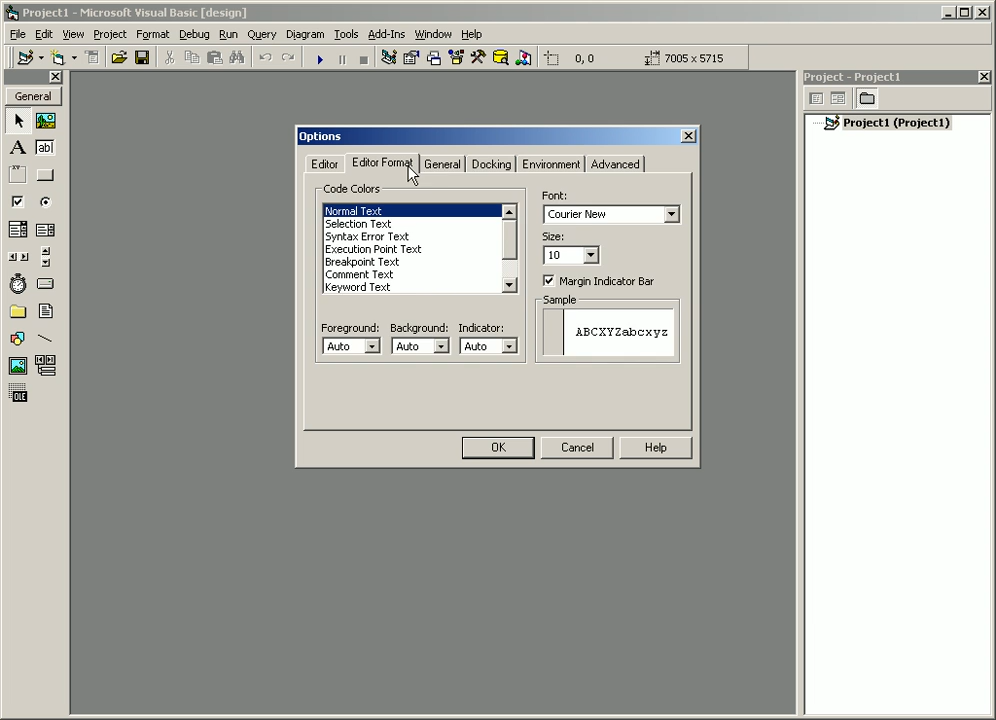 Project1 - Microsoft Visual Basic [design]
File Edit View Project Format Debug Run Query Diagram Tools Add-Ins Window Help
0, 0 7005 x 5715
General
A
ab|
OLE
Project - Project1
Project1 (Project1)
Options
Editor Editor Format General Docking Environment Advanced
Code Colors
Normal Text
Selection Text
Syntax Error Text
Execution Point Text
Breakpoint Text
Comment Text
Keyword Text
Foreground: Background: Indicator:
Auto Auto Auto
Font:
Courier New
Size:
10
Margin Indicator Bar
Sample
ABCXYZabcxyz
OK Cancel Help